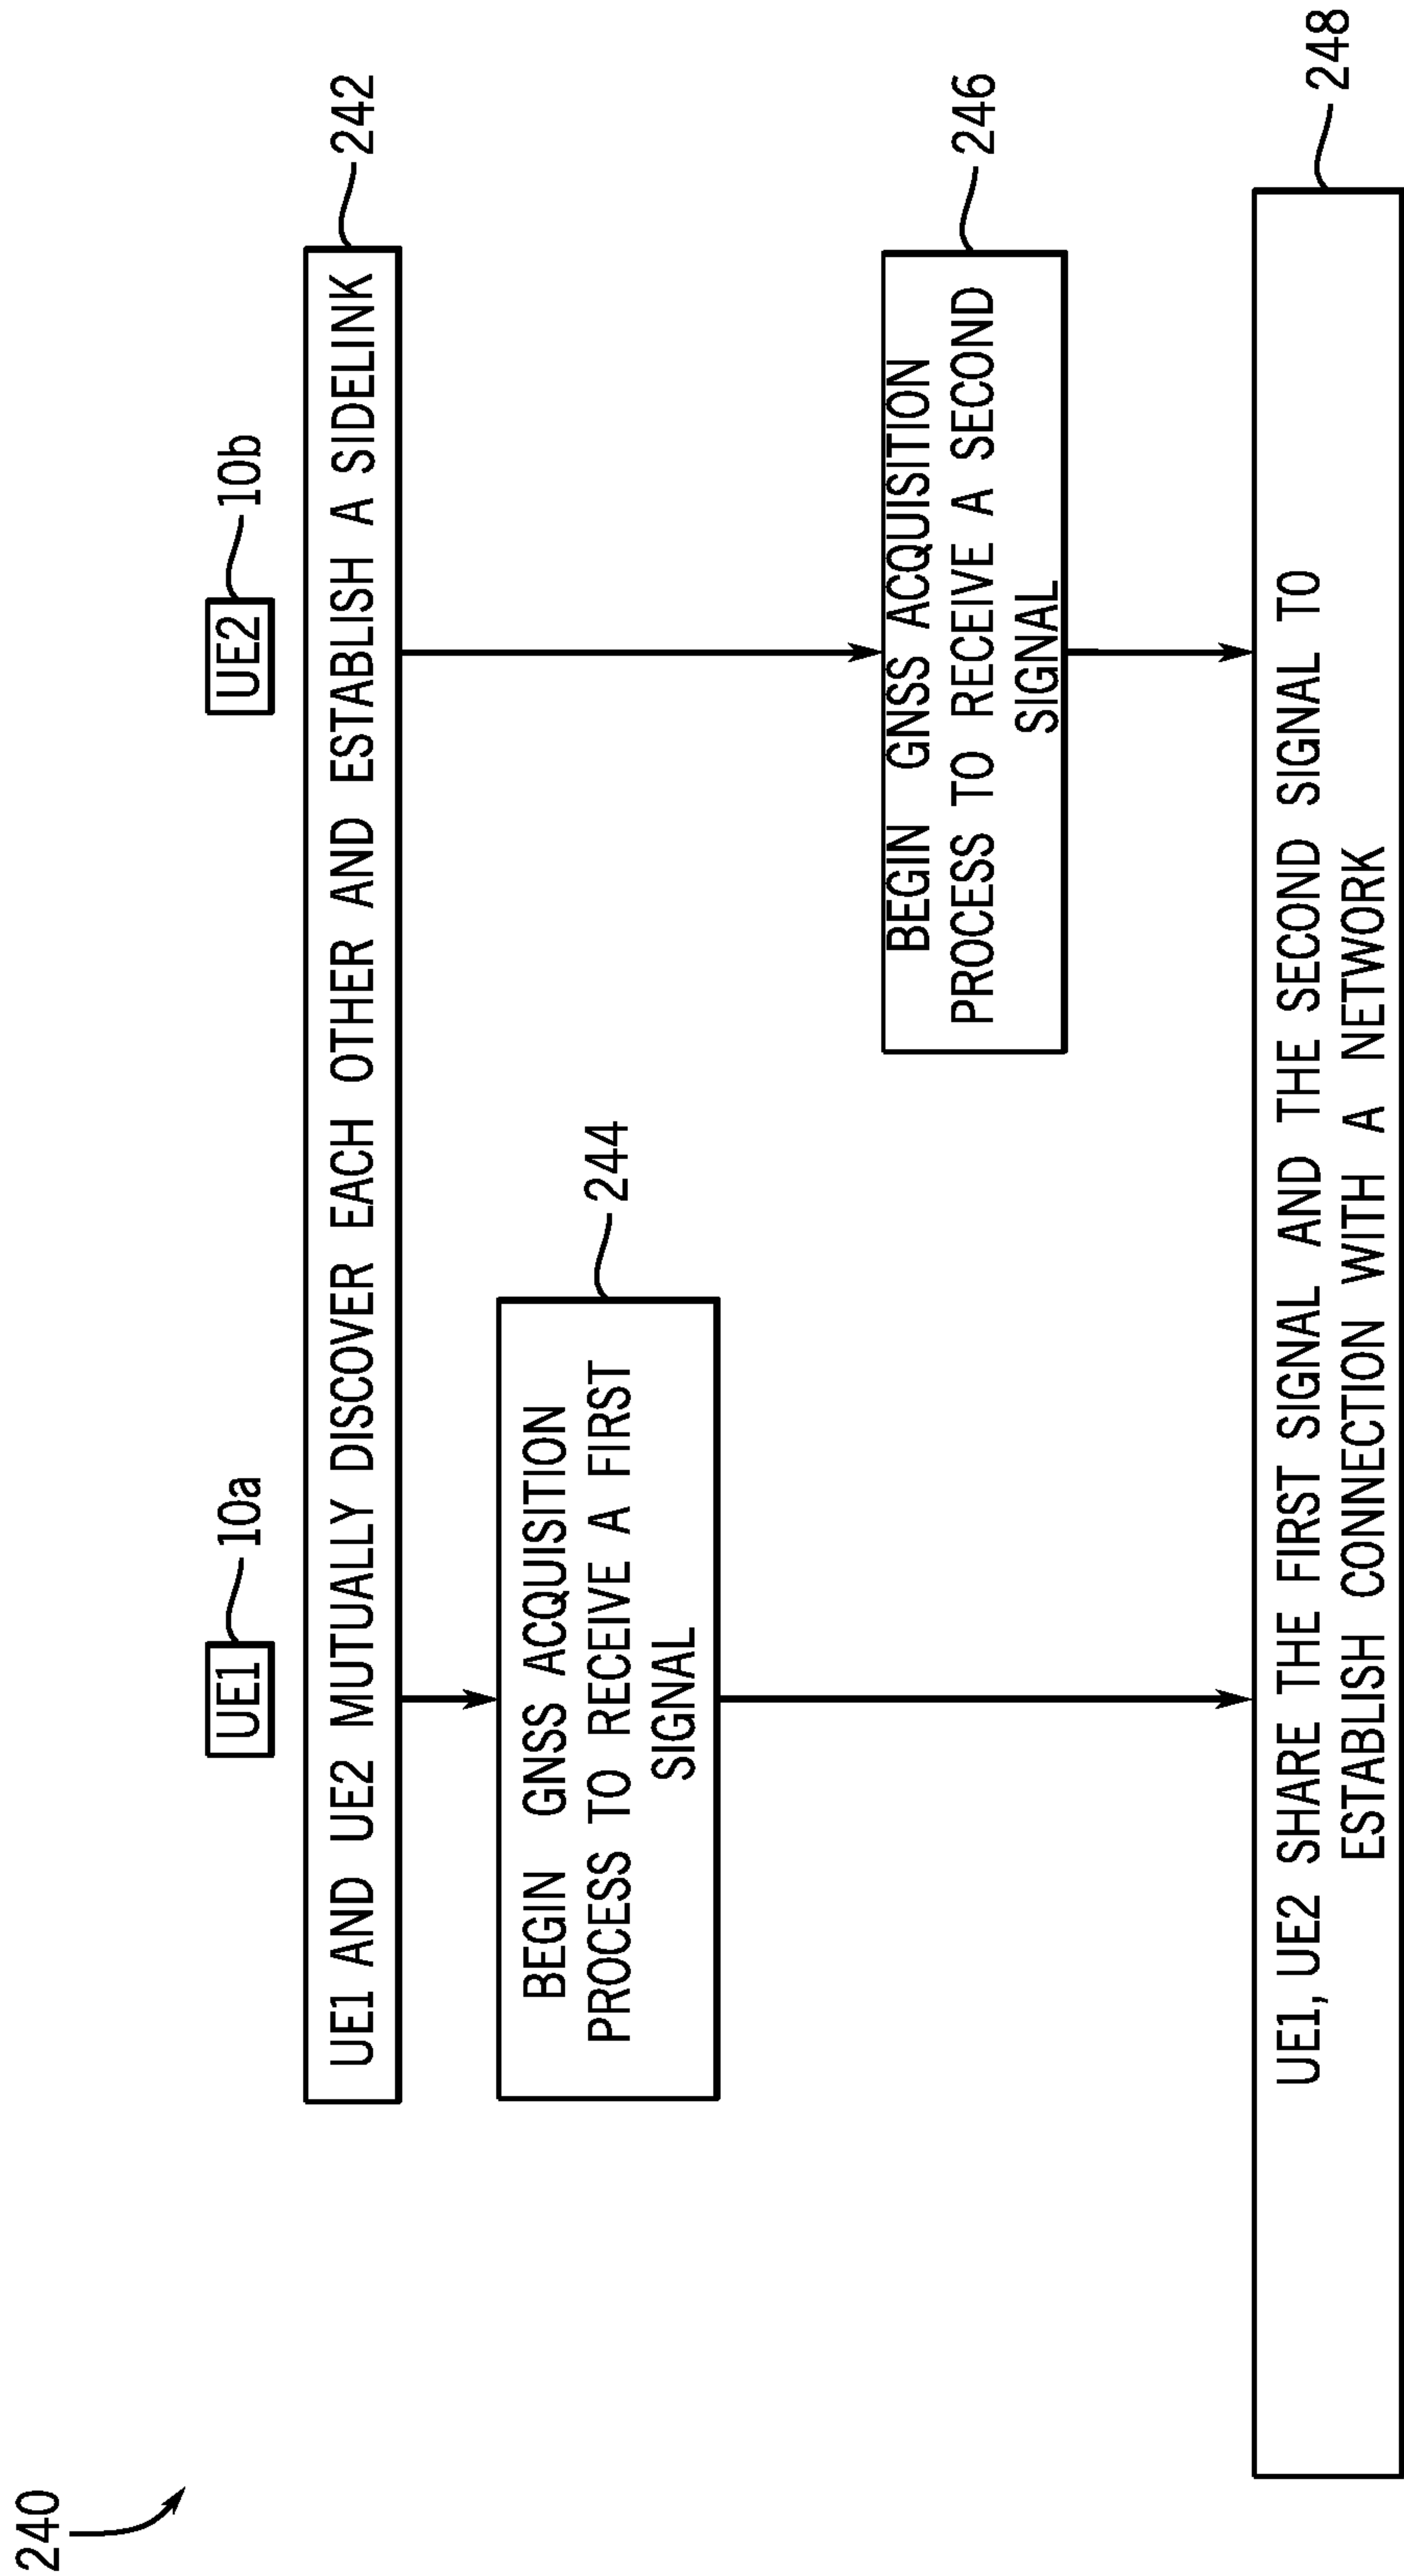 240
UE1
10a
UE2
10b
UE1 AND UE2 MUTUALLY DISCOVER EACH OTHER AND ESTABLISH A SIDELINK
242
BEGIN GNSS ACQUISITION
PROCESS TO RECEIVE A FIRST
SIGNAL
244
BEGIN GNSS ACQUISITION
PROCESS TO RECEIVE A SECOND
SIGNAL
246
UE1, UE2 SHARE THE FIRST SIGNAL AND THE SECOND SIGNAL TO
ESTABLISH CONNECTION WITH A NETWORK
248